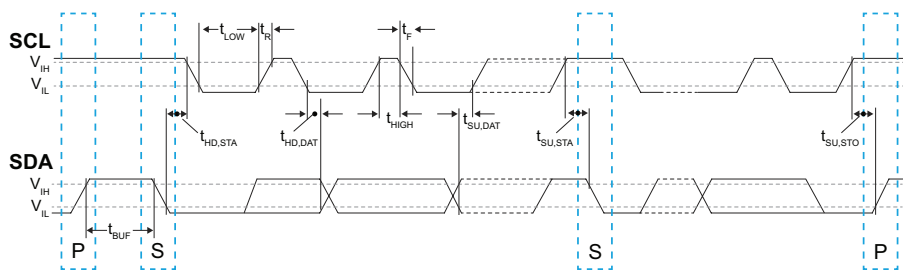 SCL
t_LOW t_R t_F
V_IH
V_IL
t_HD,STA t_HD,DAT t_HIGH t_SU,DAT t_SU,STA t_SU,STO
SDA
V_IH
V_IL
t_BUF
P S S P